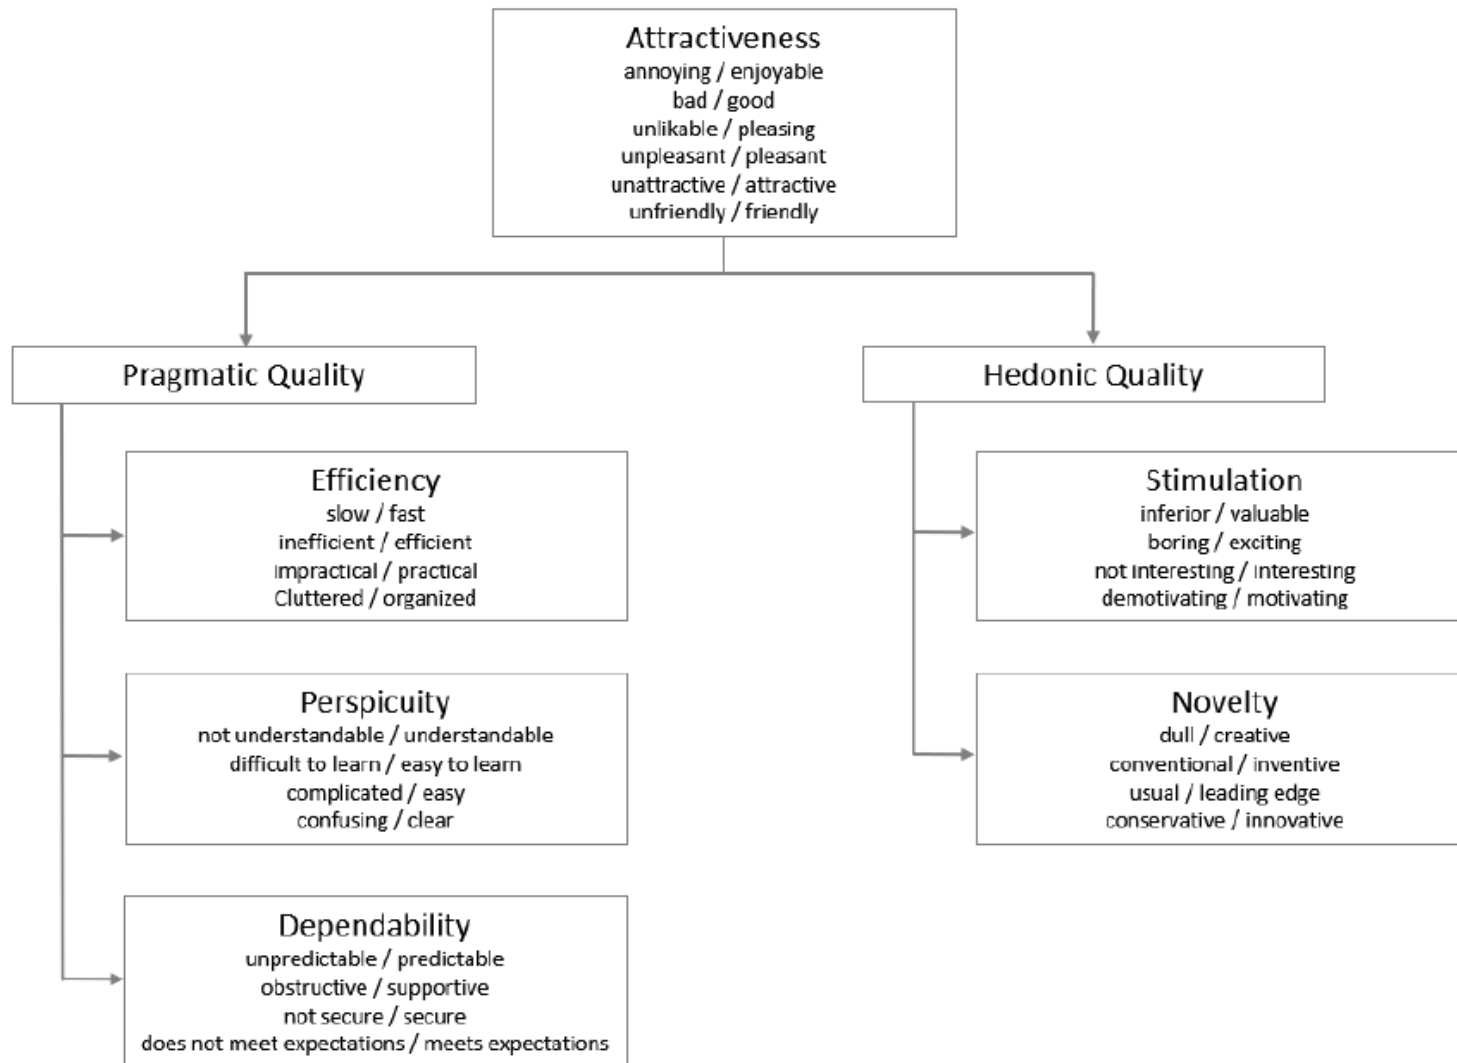 Attractiveness
annoying / enjoyable
bad / good
unlikable / pleasing
unpleasant / pleasant
unattractive / attractive
unfriendly / friendly
Pragmatic Quality
Hedonic Quality
Efficiency
slow / fast
inefficient / efficient
impractical / practical
Cluttered / organized
Stimulation
inferior / valuable
boring / exciting
not interesting / interesting
demotivating / motivating
Perspicuity
not understandable / understandable
difficult to learn / easy to learn
complicated / easy
confusing / clear
Novelty
dull / creative
conventional / inventive
usual / leading edge
conservative / innovative
Dependability
unpredictable / predictable
obstructive / supportive
not secure / secure
does not meet expectations / meets expectations